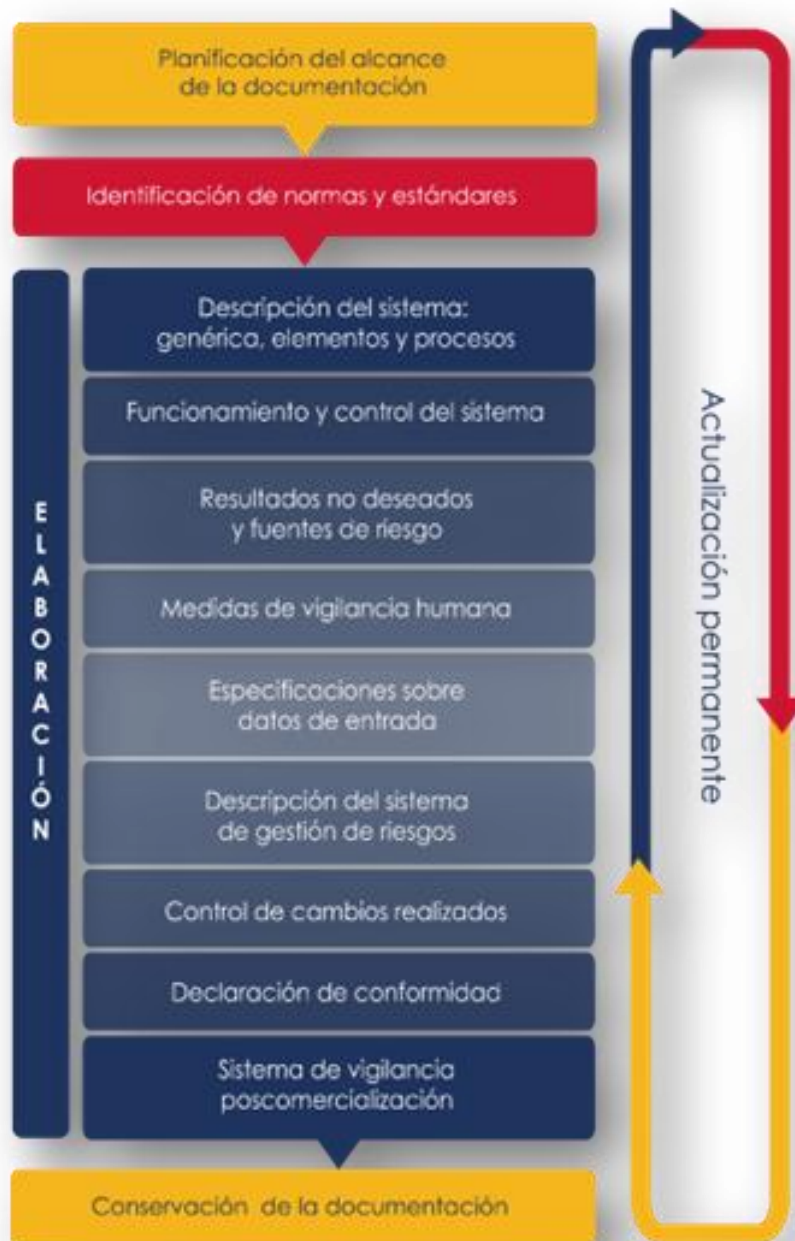 Planificación del alcance
de la documentación
Identificación de normas y estándares
ELABORACIÓN
Descripción del sistema:
genérica, elementos y procesos
Funcionamiento y control del sistema
Resultados no deseados
y fuentes de riesgo
Medidas de vigilancia humana
Especificaciones sobre
datos de entrada
Descripción del sistema
de gestión de riesgos
Control de cambios realizados
Declaración de conformidad
Sistema de vigilancia
poscomercialización
Conservación de la documentación
Actualización permanente